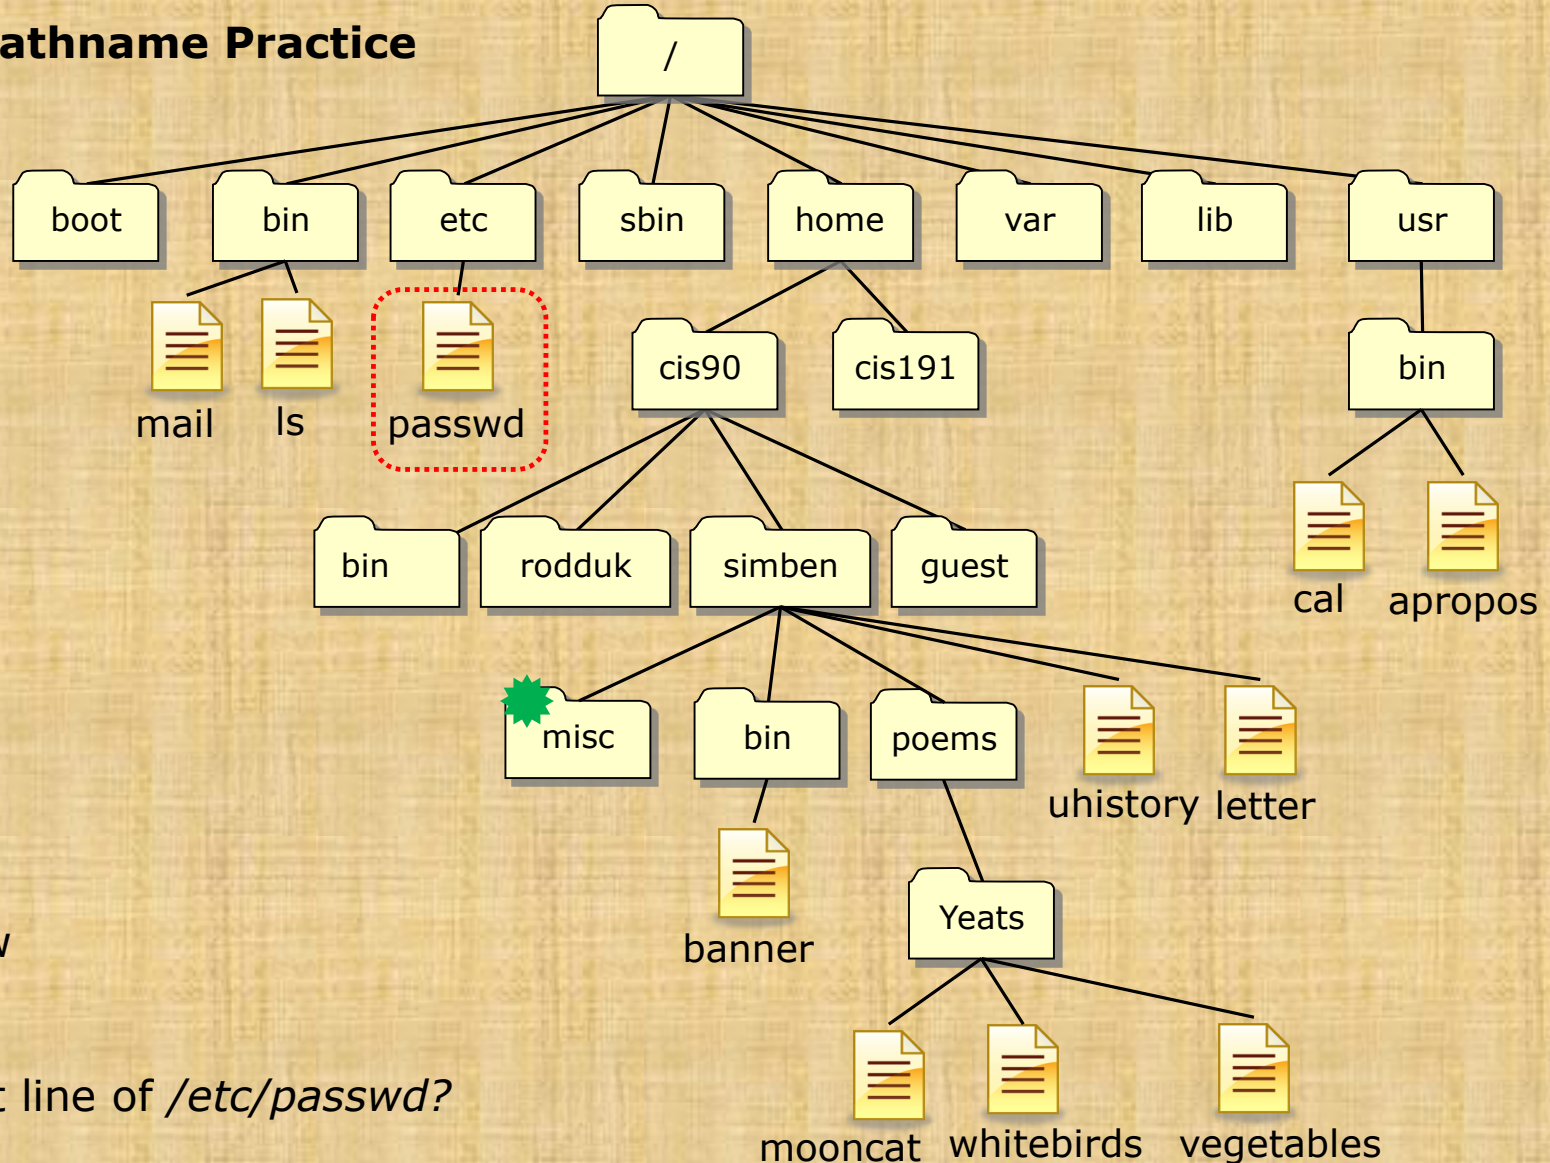 athname Practice
/
boot bin etc sbin home var lib usr
mail ls passwd cis90 cis191 bin
bin rodduk simben guest cal apropos
misc bin poems uhistory letter
banner Yeats
t line of /etc/passwd?
mooncat whitebirds vegetables